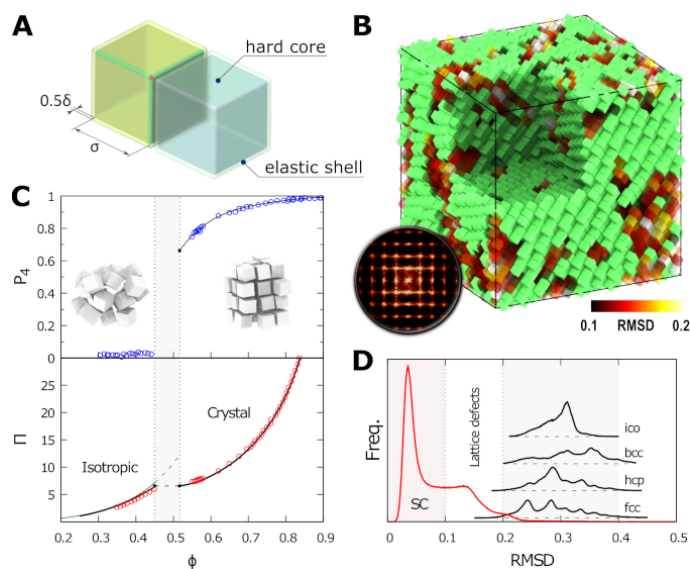 A
hard core
0.5δ
σ
elastic shell
B
0.1 RMSD 0.2
C
1
0.8
0.6
0.4
0.2
0
P4
25
20
15
10
5
Π
Isotropic
Crystal
0.2 0.3 0.4 0.5 0.6 0.7 0.8 0.9
ϕ
D
Freq.
SC
Lattice defects
ico
bcc
hcp
fcc
0 0.1 0.2 0.3 0.4 0.5
RMSD